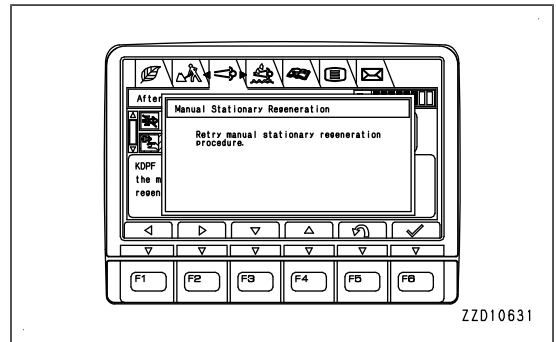 After
Manual Stationary Regeneration
Retry manual stationary regeneration
procedure.
KDPF
the m
regen
F1 F2 F3 F4 F5 F6
ZZD10631